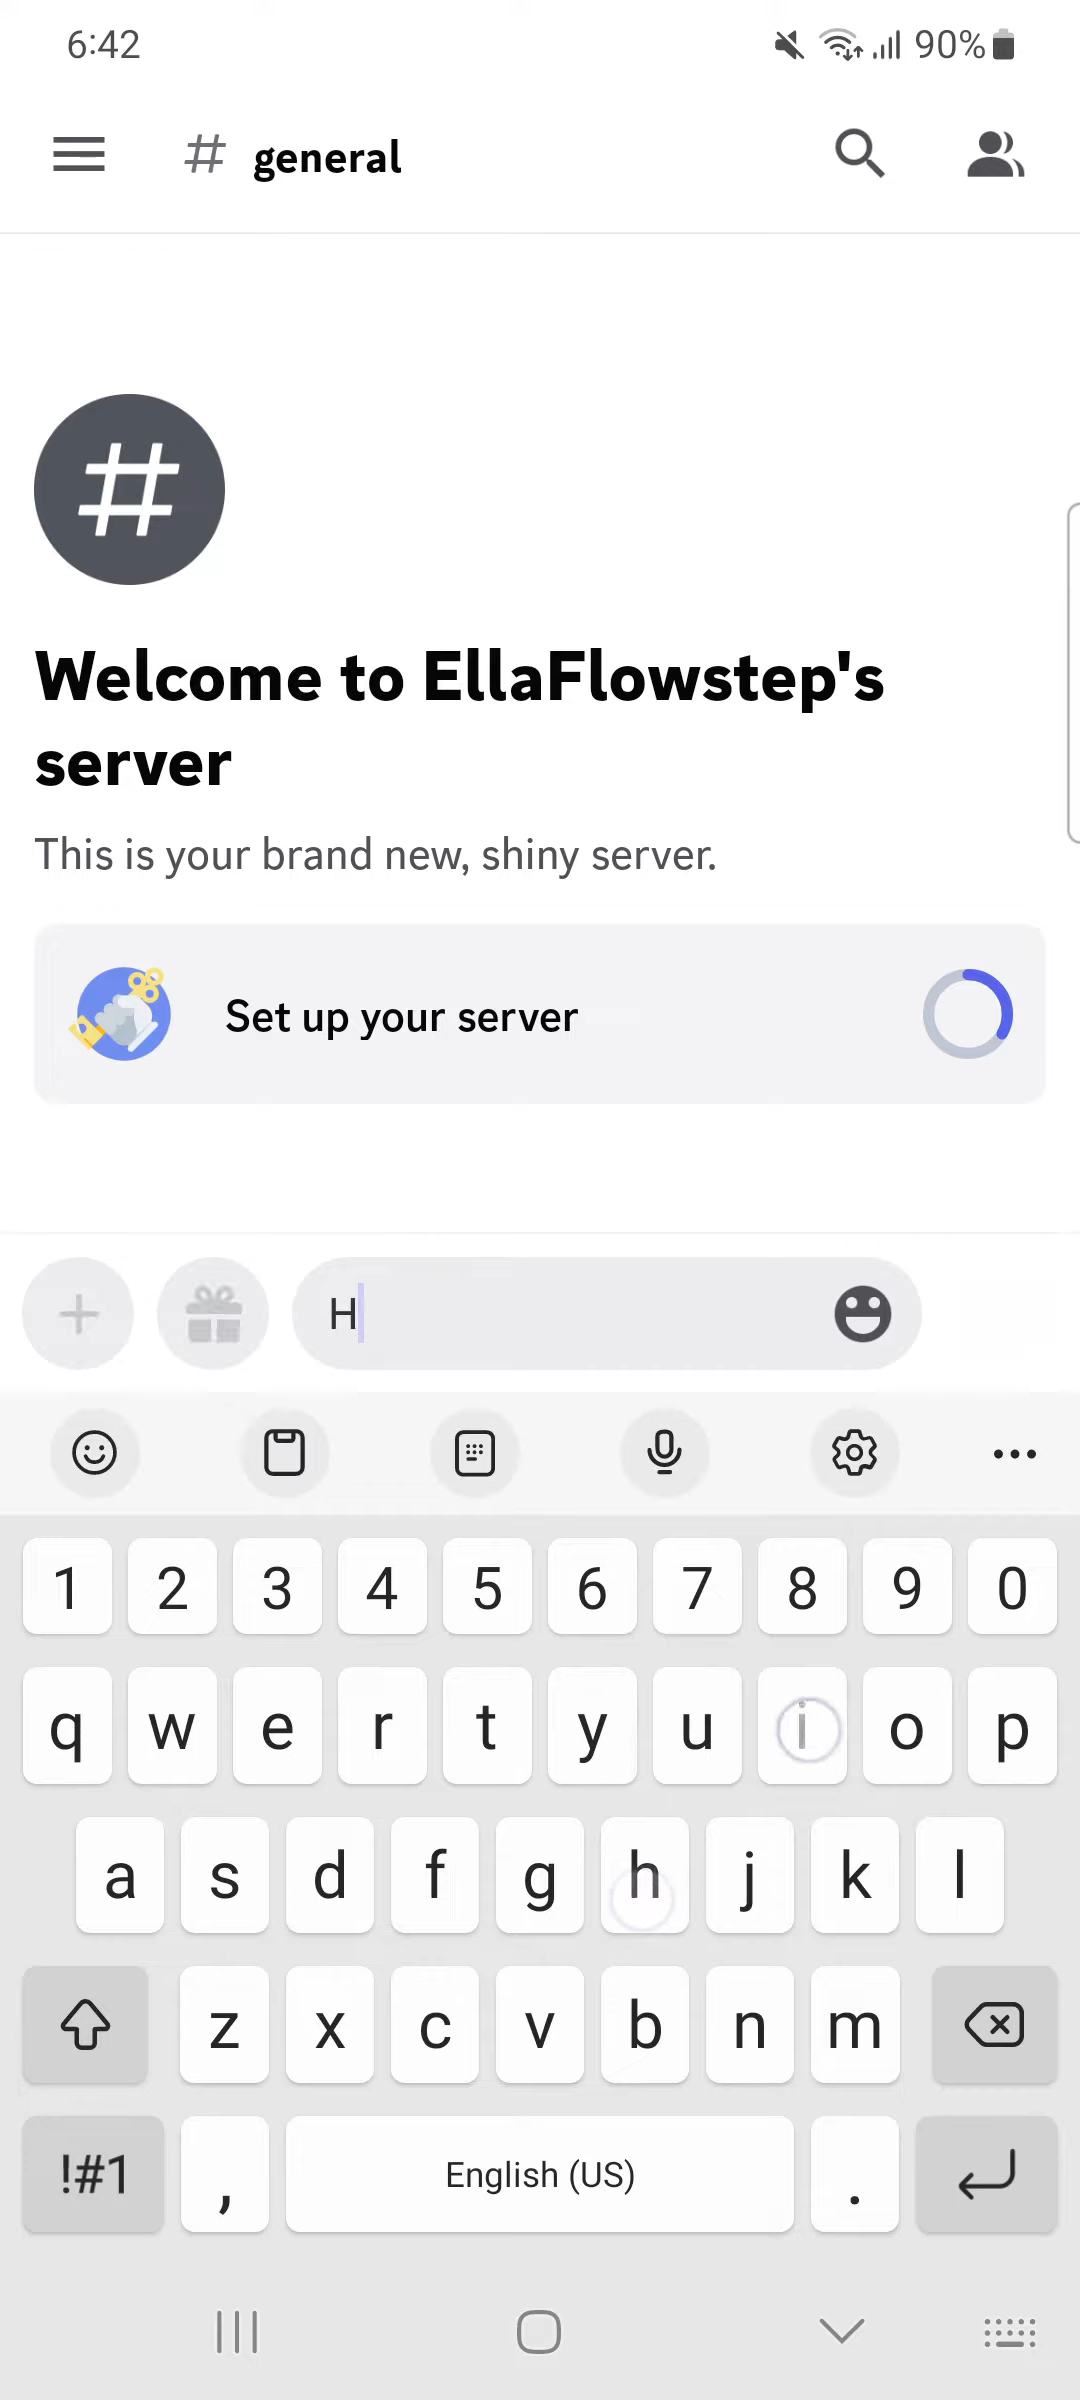 6:42 90%
# general
#
Welcome to EllaFlowstep's
server
This is your brand new, shiny server.
Set up your server
H
1 2 3 4 5 6 7 8 9 0
q w e r t y u i o p
a s d f g h j k l
z x c v b n m
!#1 , English (US) .